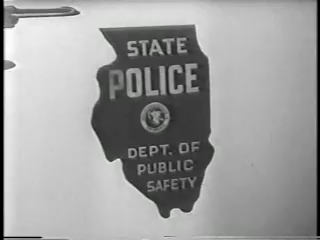 STATE
POLICE
DEPT. OF
PUBLIC
SAFETY